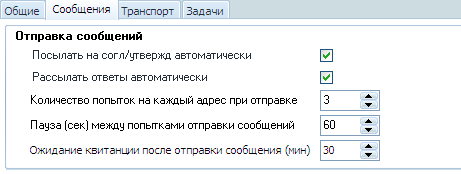 Общие Сообщения Транспорт Задачи
Отправка сообщений
Посылать на согл/утвержд автоматически
Рассылать ответы автоматически
Количество попыток на каждый адрес при отправке 3
Пауза (сек) между попытками отправки сообщений 60
Ожидание квитанции после отправки сообщения (мин) 30